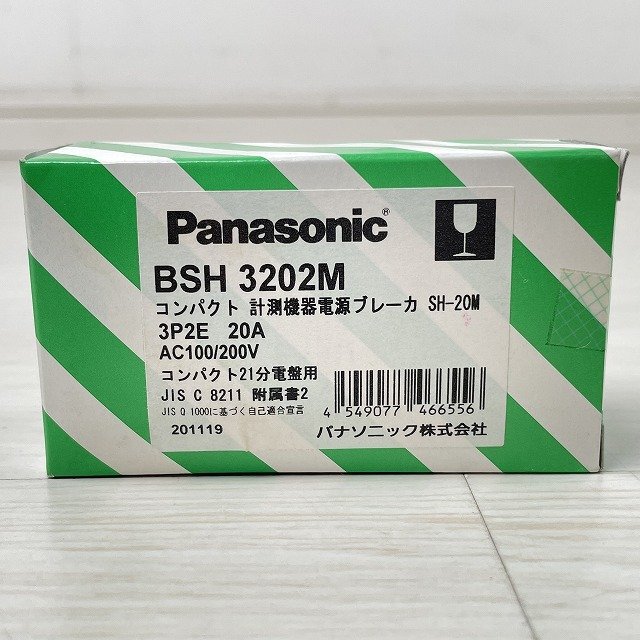 Panasonic®
BSH 3202M
コンパクト 計測機器電源ブレーカ SH-20M
3P2E 20A
AC100/200V
コンパクト21分電盤用
JIS C 8211 附属書2
JIS Q 1000に基づく自己適合宣言
4 549077 466556
201119
パナソニック株式会社